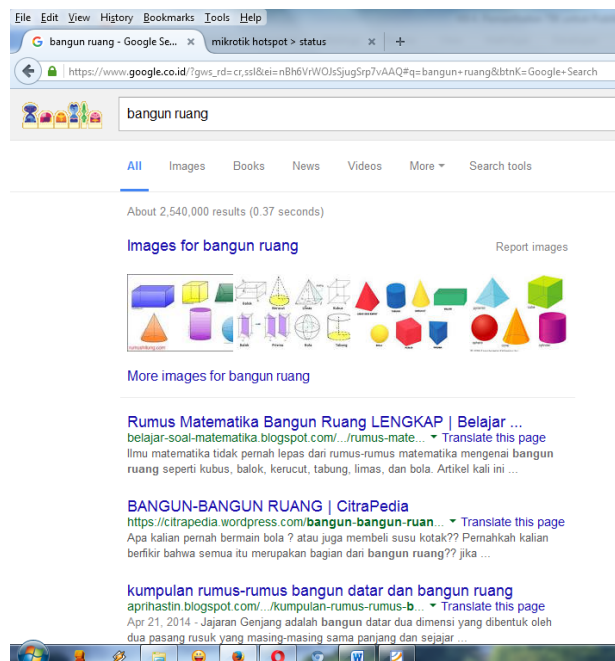 File Edit View History Bookmarks Tools Help
bangun ruang - Google Se... × mikrotik hotspot > status × +
https://www.google.co.id/?gws_rd=cr,ssl&ei=nBh6VrWOJsSjugSrp7vAAQ#q=bangun+ruang&btnK=Google+Search
bangun ruang
All Images Books News Videos More Search tools
About 2,540,000 results (0.37 seconds)
Images for bangun ruang Report images
More images for bangun ruang
Rumus Matematika Bangun Ruang LENGKAP | Belajar ...
belajar-soal-matematika.blogspot.com/.../rumus-mate... Translate this page
Ilmu matematika tidak pernah lepas dari rumus-rumus matematika mengenai bangun
ruang seperti kubus, balok, kerucut, tabung, limas, dan bola. Artikel kali ini ...
BANGUN-BANGUN RUANG | CitraPedia
https://citrapedia.wordpress.com/bangun-bangun-ruan... Translate this page
Apa kalian pernah bermain bola ? atau juga membeli susu kotak?? Pernahkah kalian
berfikir bahwa semua itu merupakan bagian dari bangun ruang?? jika ...
kumpulan rumus-rumus bangun datar dan bangun ruang
aprihastin.blogspot.com/.../kumpulan-rumus-rumus-b... Translate this page
Apr 21, 2014 - Jajaran Genjang adalah bangun datar dua dimensi yang dibentuk oleh
dua pasang rusuk yang masing-masing sama panjang dan sejajar ...